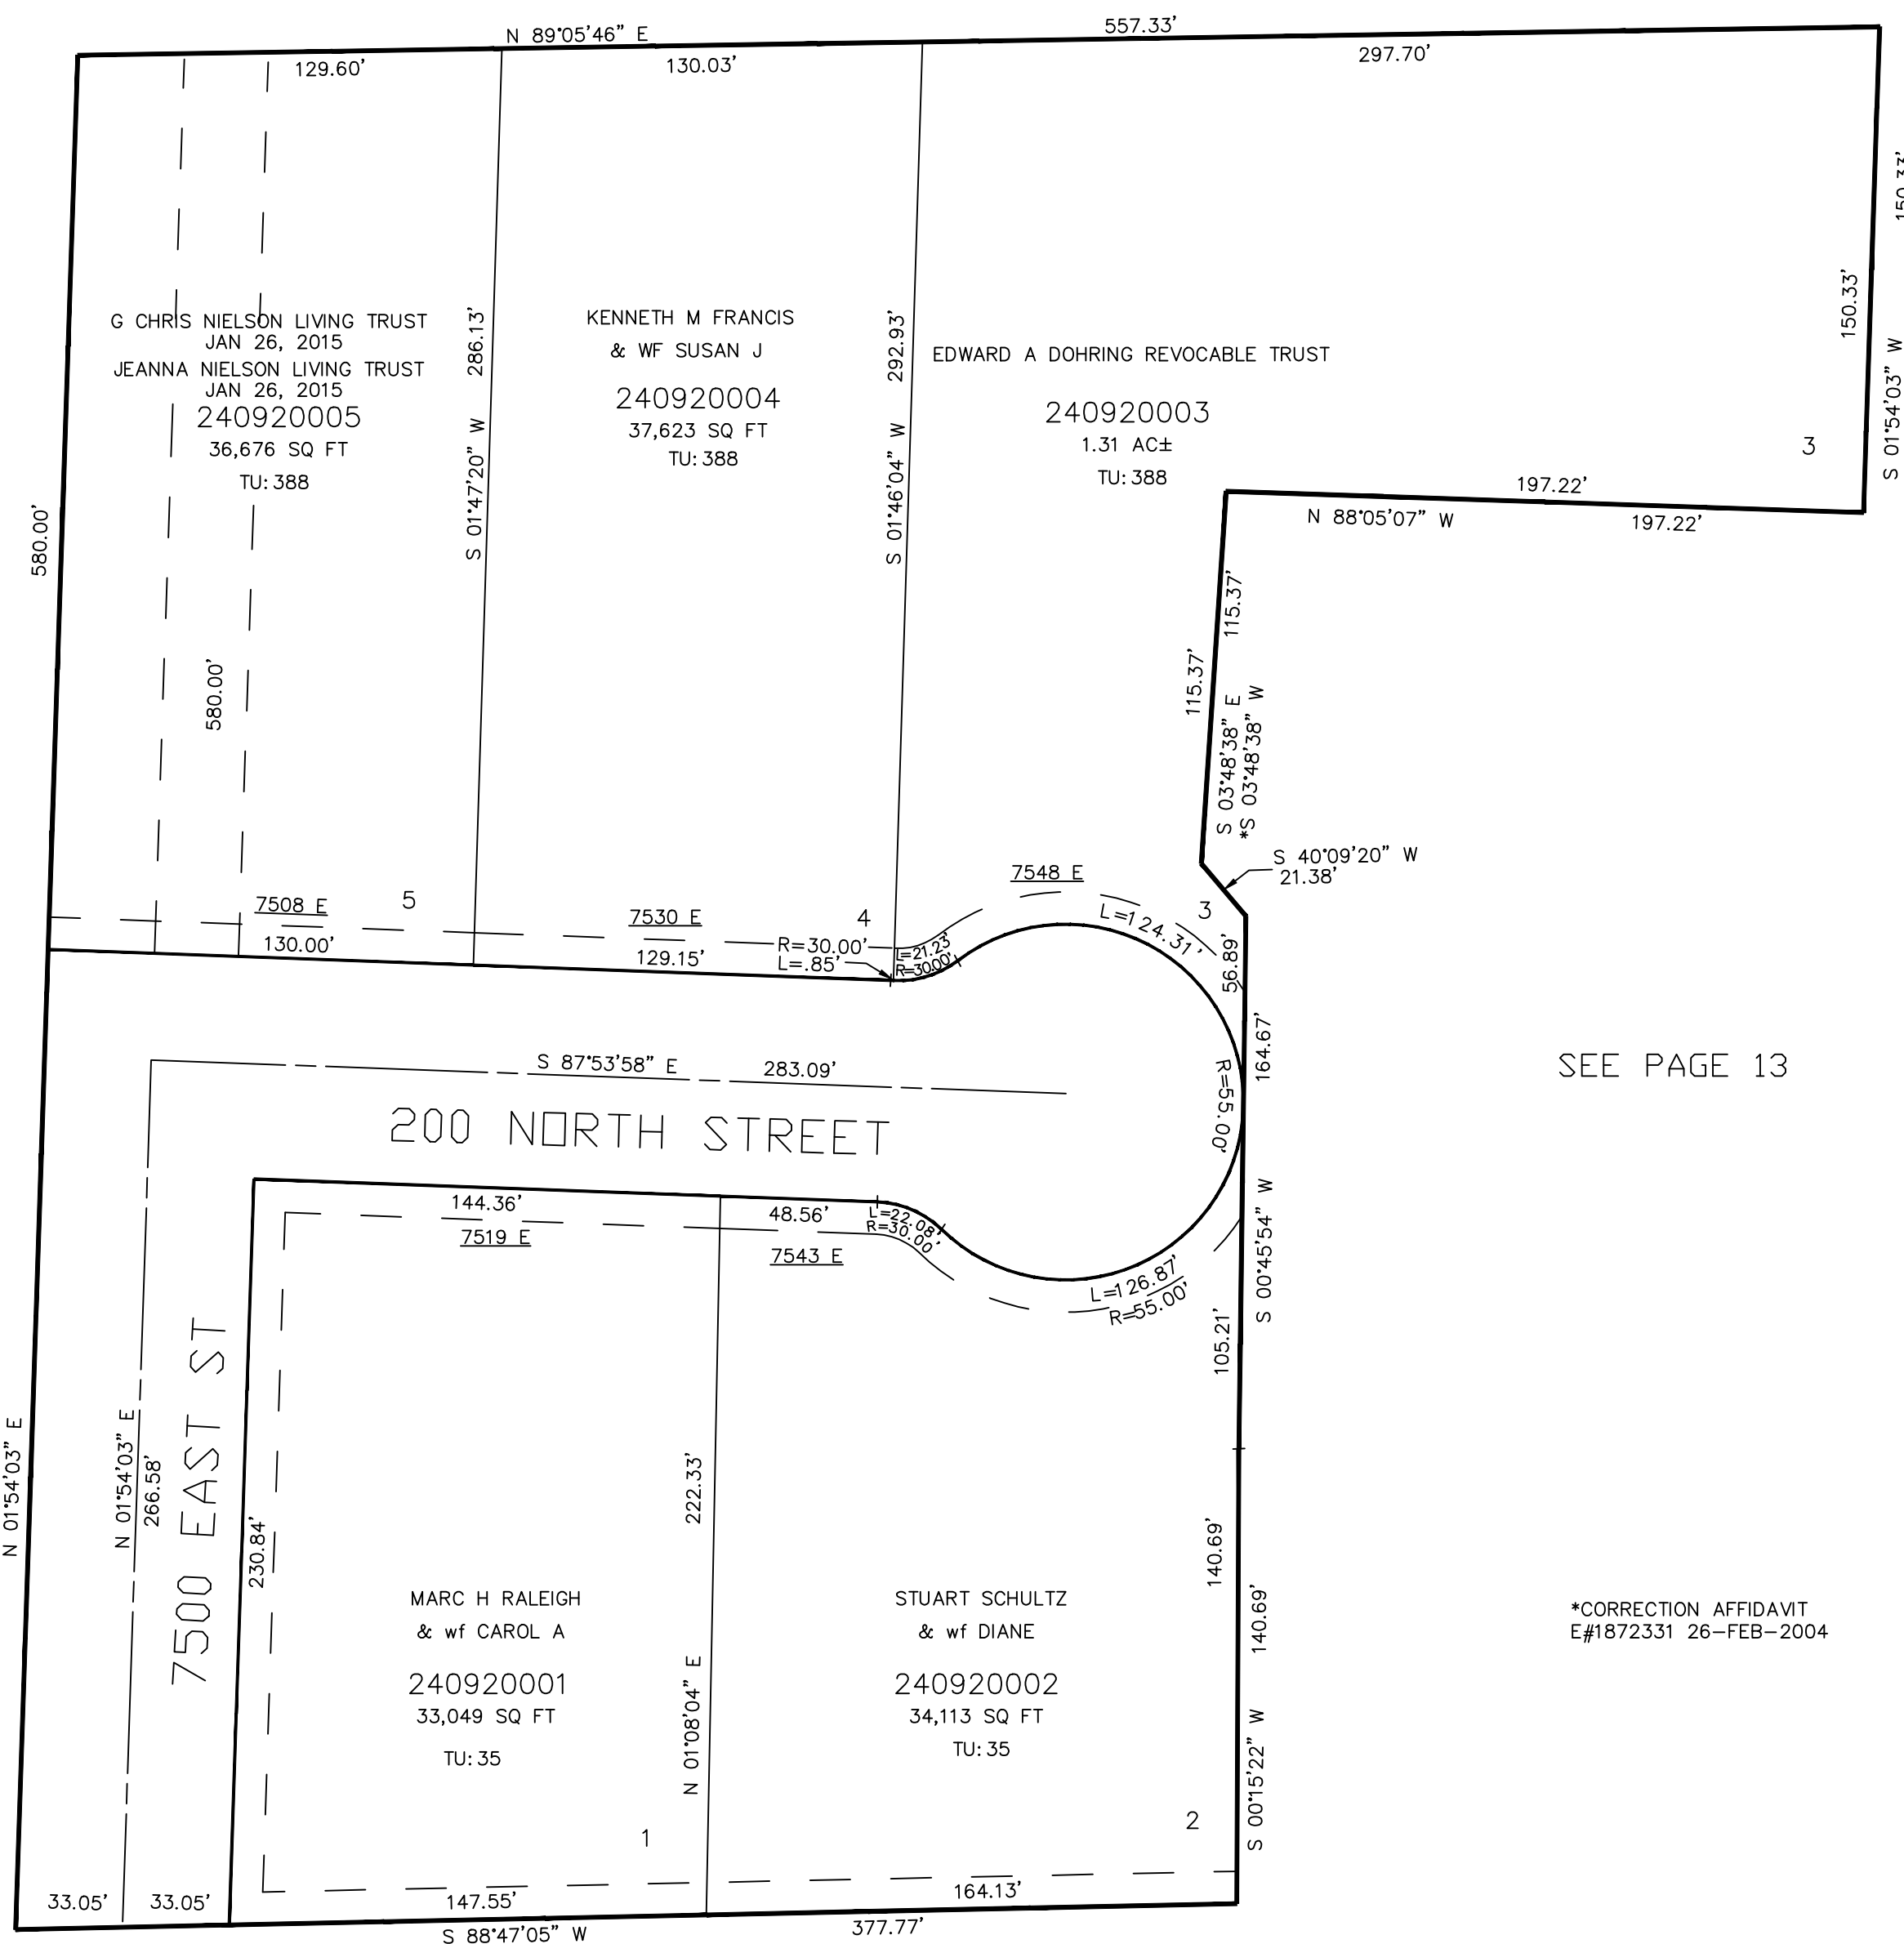 N 89°05'46" E
557.33'
129.60'
130.03'
297.70'
150.33'
150.33'
S 01°54'03" W
G CHRIS NIELSON LIVING TRUST
JAN 26, 2015
JEANNA NIELSON LIVING TRUST
JAN 26, 2015
240920005
36,676 SQ FT
TU: 388
286.13'
S 01°47'20" W
KENNETH M FRANCIS
& WF SUSAN J
240920004
37,623 SQ FT
TU: 388
292.93'
S 01°46'04" W
EDWARD A DOHRING REVOCABLE TRUST
240920003
1.31 AC±
TU: 388
3
197.22'
N 88°05'07" W
197.22'
580.00'
580.00'
115.37'
115.37'
S 03°48'38" E
*S 03°48'38" W
S 40°09'20" W
21.38'
7508 E
5
130.00'
7530 E
4
129.15'
R=30.00'
L=.85'
L=21.23'
R=30.00'
7548 E
L=124.31'
3
56.89'
164.67'
R=55.00'
SEE PAGE 13
S 87°53'58" E
283.09'
200 NORTH STREET
144.36'
7519 E
48.56'
7543 E
L=22.08'
R=30.00'
L=126.87'
R=55.00'
S 00°45'54" W
105.21'
N 01°54'03" E
N 01°54'03" E
266.58'
7500 EAST ST
230.84'
222.33'
N 01°08'04" E
140.69'
140.69'
S 00°15'22" W
MARC H RALEIGH
& wf CAROL A
240920001
33,049 SQ FT
TU: 35
1
STUART SCHULTZ
& wf DIANE
240920002
34,113 SQ FT
TU: 35
2
*CORRECTION AFFIDAVIT
E#1872331 26-FEB-2004
33.05'
33.05'
147.55'
164.13'
S 88°47'05" W
377.77'